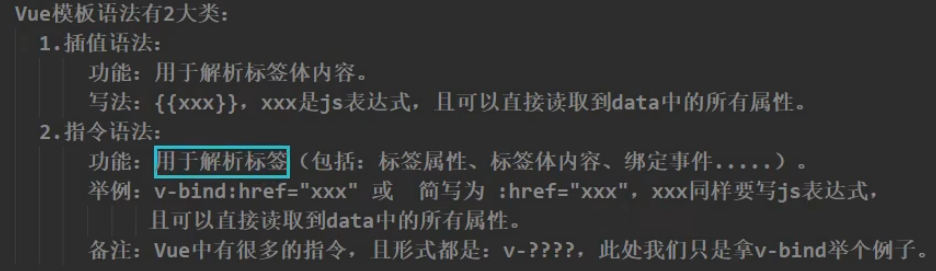 Vue模板语法有2大类：
1.插值语法：
功能：用于解析标签体内容。
写法：{{xxx}}，xxx是js表达式，且可以直接读取到data中的所有属性。
2.指令语法：
功能：用于解析标签（包括：标签属性、标签体内容、绑定事件.....）。
举例：v-bind:href="xxx" 或  简写为 :href="xxx"，xxx同样要写js表达式，
且可以直接读取到data中的所有属性。
备注：Vue中有很多的指令，且形式都是：v-????，此处我们只是拿v-bind举个例子。